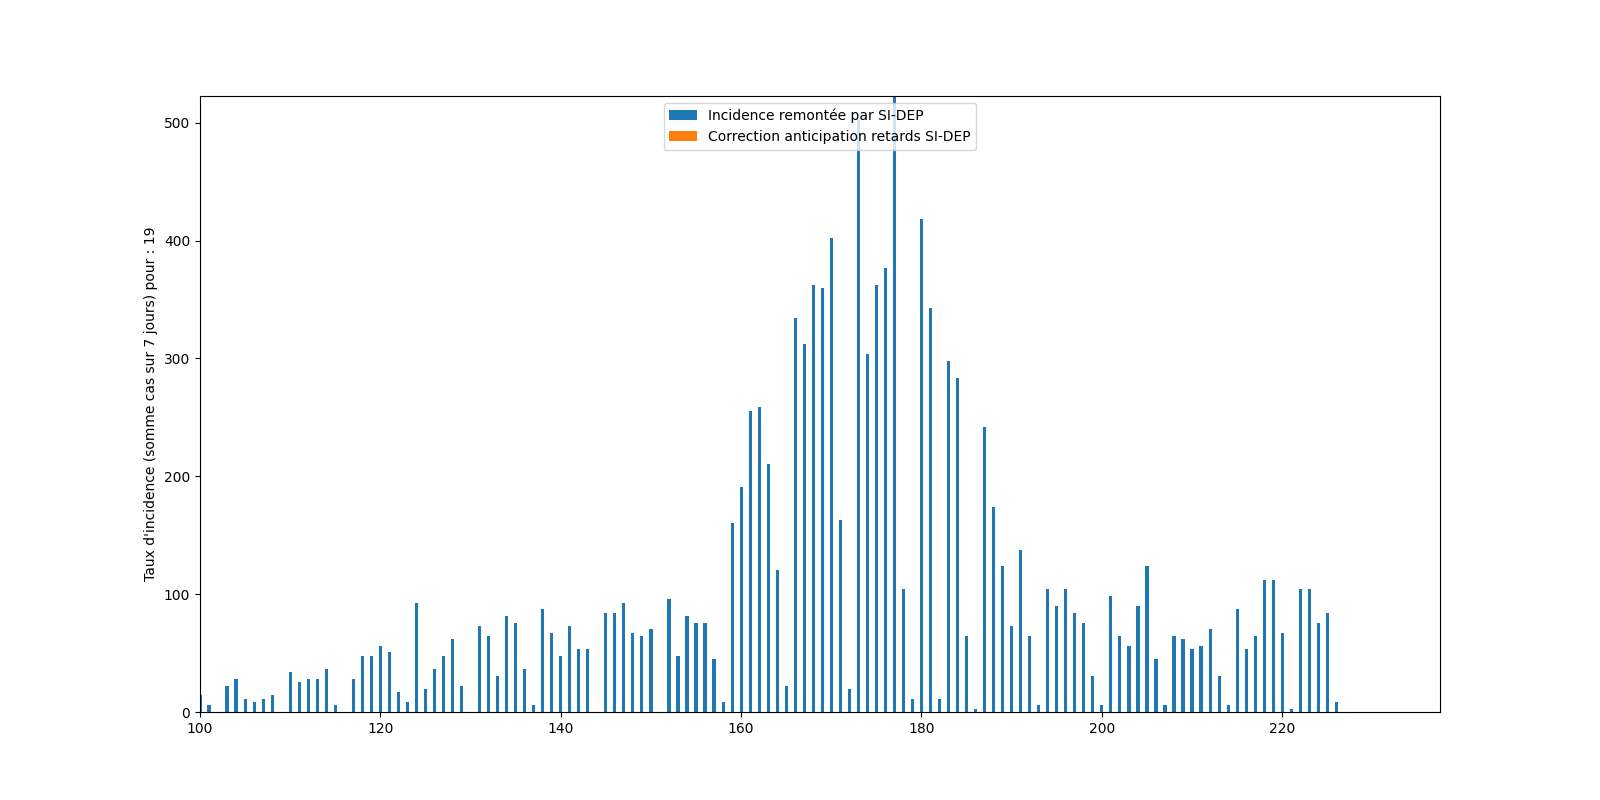 Incidence remontée par SI-DEP
Correction anticipation retards SI-DEP
Taux d'incidence (somme cas sur 7 jours) pour : 19
500
400
300
200
100
0
100 120 140 160 180 200 220